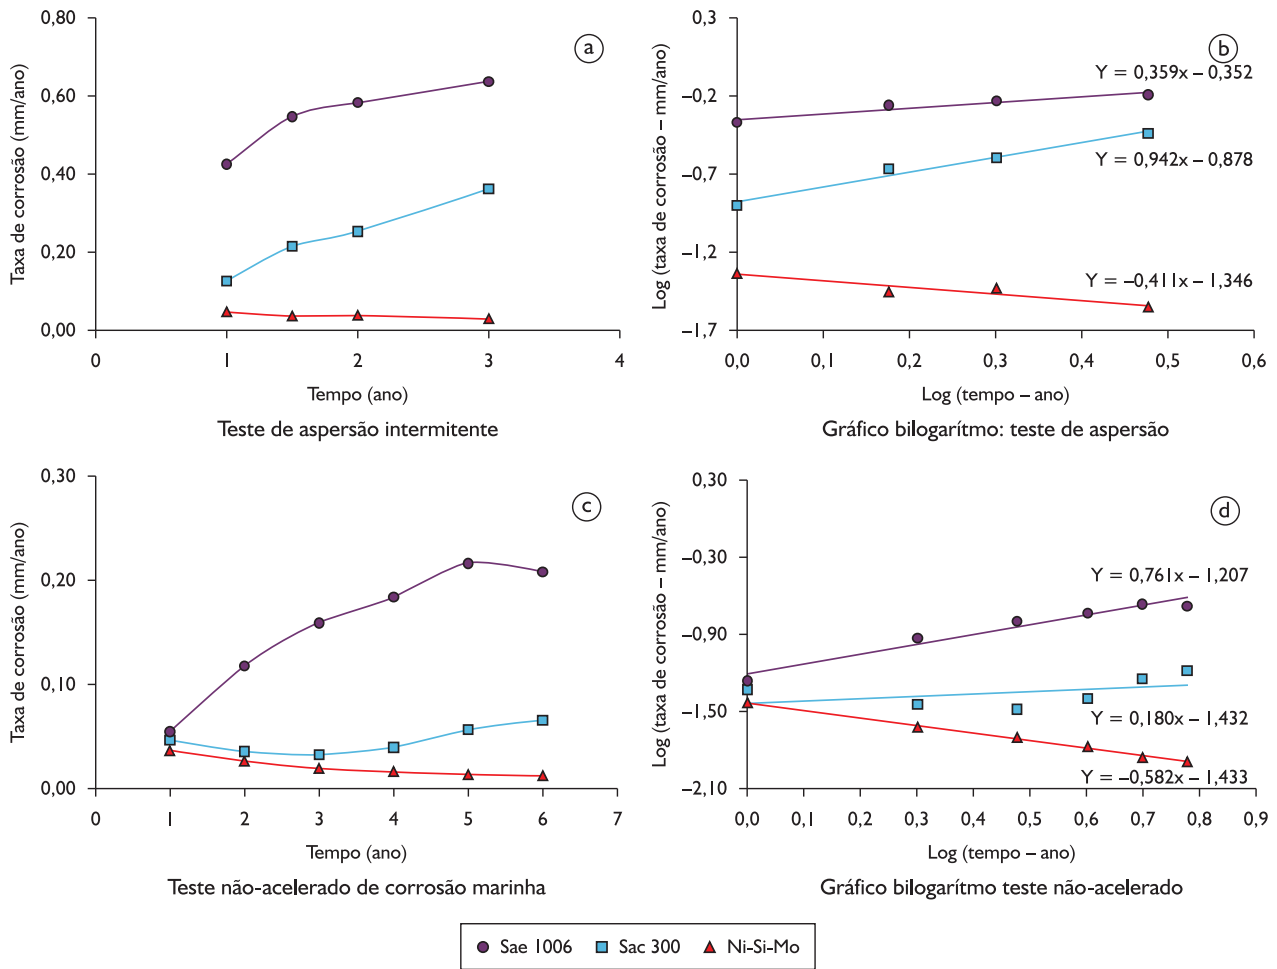 0,80
0,60
0,40
0,20
0,00
Taxa de corrosão (mm/ano)
a
0 1 2 3 4
Tempo (ano)
Teste de aspersão intermitente
0,3
−0,2
−0,7
−1,2
−1,7
Log (taxa de corrosão – mm/ano)
b
Y = 0,359x – 0,352
Y = 0,942x – 0,878
Y = –0,411x – 1,346
0,0 0,1 0,2 0,3 0,4 0,5 0,6
Log (tempo – ano)
Gráfico bilogarítmo: teste de aspersão
0,30
0,20
0,10
0,00
Taxa de corrosão (mm/ano)
c
0 1 2 3 4 5 6 7
Tempo (ano)
Teste não-acelerado de corrosão marinha
0,30
−0,30
−0,90
−1,50
−2,10
Log (taxa de corrosão – mm/ano)
d
Y = 0,761x – 1,207
Y = 0,180x – 1,432
Y = –0,582x – 1,433
0,0 0,1 0,2 0,3 0,4 0,5 0,6 0,7 0,8 0,9
Log (tempo – ano)
Gráfico bilogarítmo teste não-acelerado
Sae 1006 Sac 300 Ni-Si-Mo